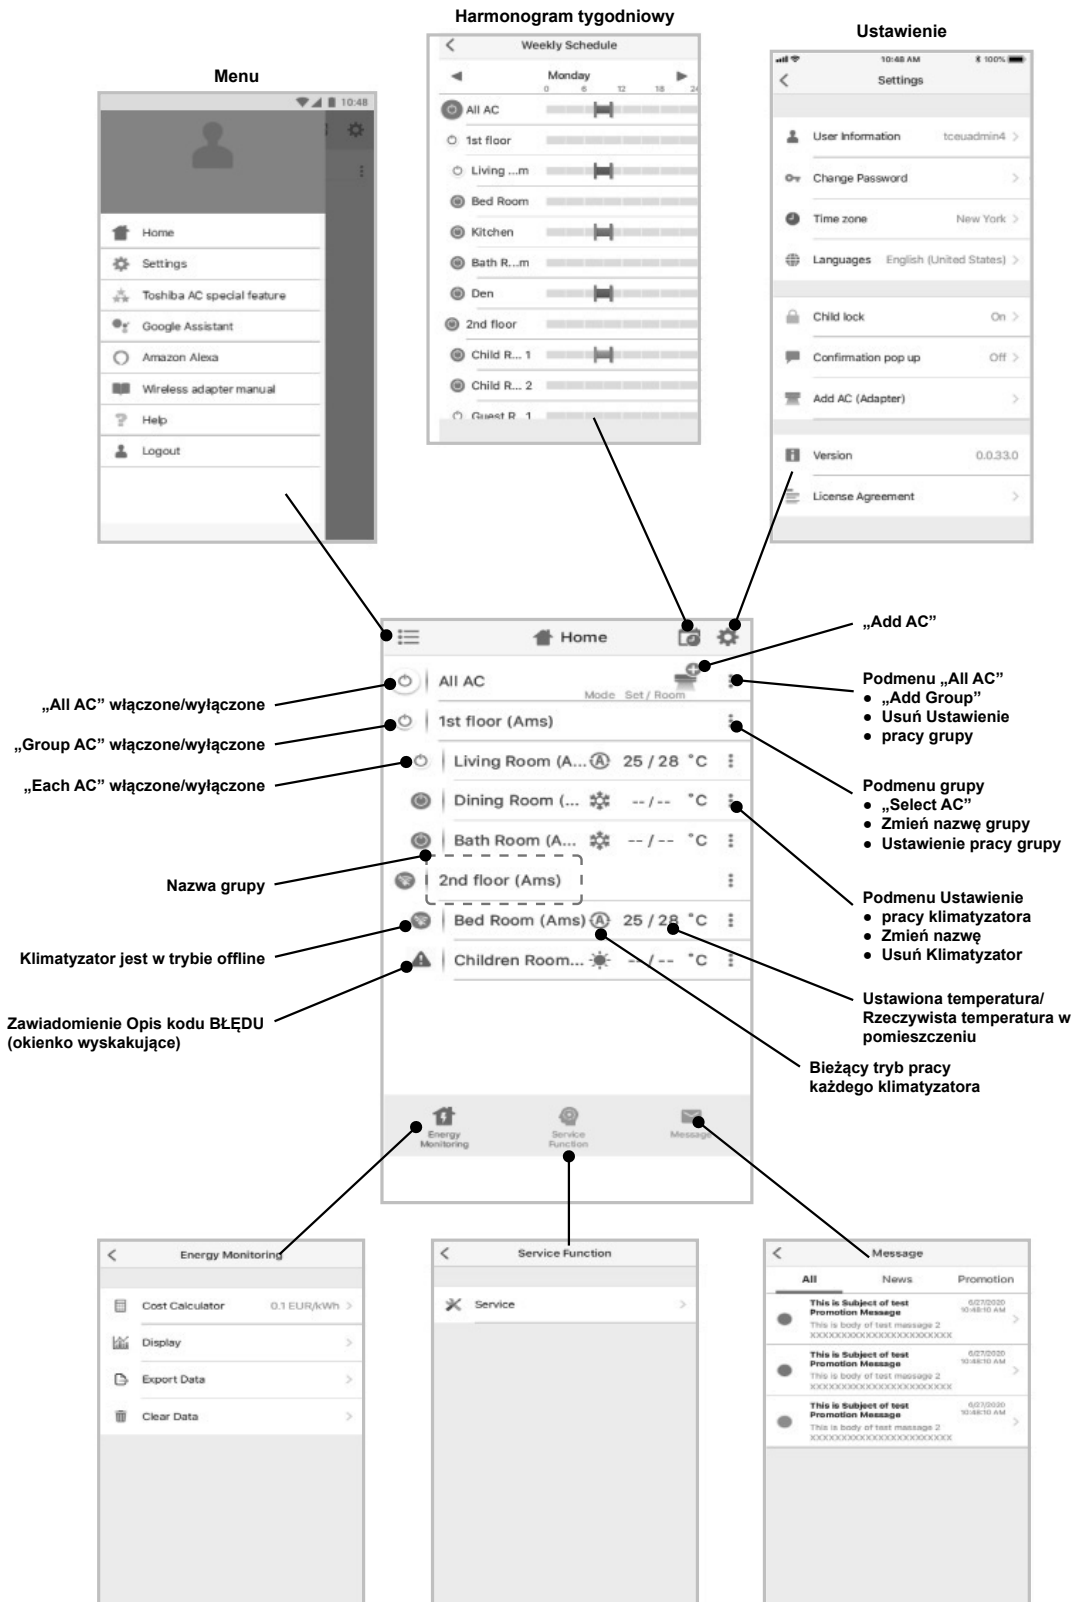 Harmonogram tygodniowy
Ustawienie
Menu
10:48
Home
Settings
Toshiba AC special feature
Google Assistant
Amazon Alexa
Wireless adapter manual
Help
Logout
Weekly Schedule
Monday
0 6 12 18 24
All AC
1st floor
Living ...m
Bed Room
Kitchen
Bath R...m
Den
2nd floor
Child R... 1
Child R... 2
Guest R...1
10:48 AM 100%
Settings
User Information tceuadmin4
Change Password
Time zone New York
Languages English (United States)
Child lock On
Confirmation pop up Off
Add AC (Adapter)
Version 0.0.33.0
License Agreement
Home
All AC
Mode Set / Room
1st floor (Ams)
Living Room (A... A 25 / 28 °C
Dining Room (... -- / -- °C
Bath Room (A... -- / -- °C
2nd floor (Ams)
Bed Room (Ams) A 25 / 28 °C
Children Room... -- / -- °C
Energy Monitoring
Service Function
Message
„All AC” włączone/wyłączone
„Group AC” włączone/wyłączone
„Each AC” włączone/wyłączone
Nazwa grupy
Klimatyzator jest w trybie offline
Zawiadomienie Opis kodu BŁĘDU
(okienko wyskakujące)
„Add AC”
Podmenu „All AC”
● „Add Group”
● Usuń Ustawienie
● pracy grupy
Podmenu grupy
● „Select AC”
● Zmień nazwę grupy
● Ustawienie pracy grupy
Podmenu Ustawienie
● pracy klimatyzatora
● Zmień nazwę
● Usuń Klimatyzator
Ustawiona temperatura/
Rzeczywista temperatura w
pomieszczeniu
Bieżący tryb pracy
każdego klimatyzatora
Energy Monitoring
Cost Calculator 0.1 EUR/kWh
Display
Export Data
Clear Data
Service Function
Service
Message
All News Promotion
This is Subject of test 6/27/2020
Promotion Message 10:48:10 AM
This is body of test massage 2
XXXXXXXXXXXXXXXXXXXXXXX
This is Subject of test 6/27/2020
Promotion Message 10:48:10 AM
This is body of test massage 2
XXXXXXXXXXXXXXXXXXXXXXX
This is Subject of test 6/27/2020
Promotion Message 10:48:10 AM
This is body of test massage 2
XXXXXXXXXXXXXXXXXXXXXXX